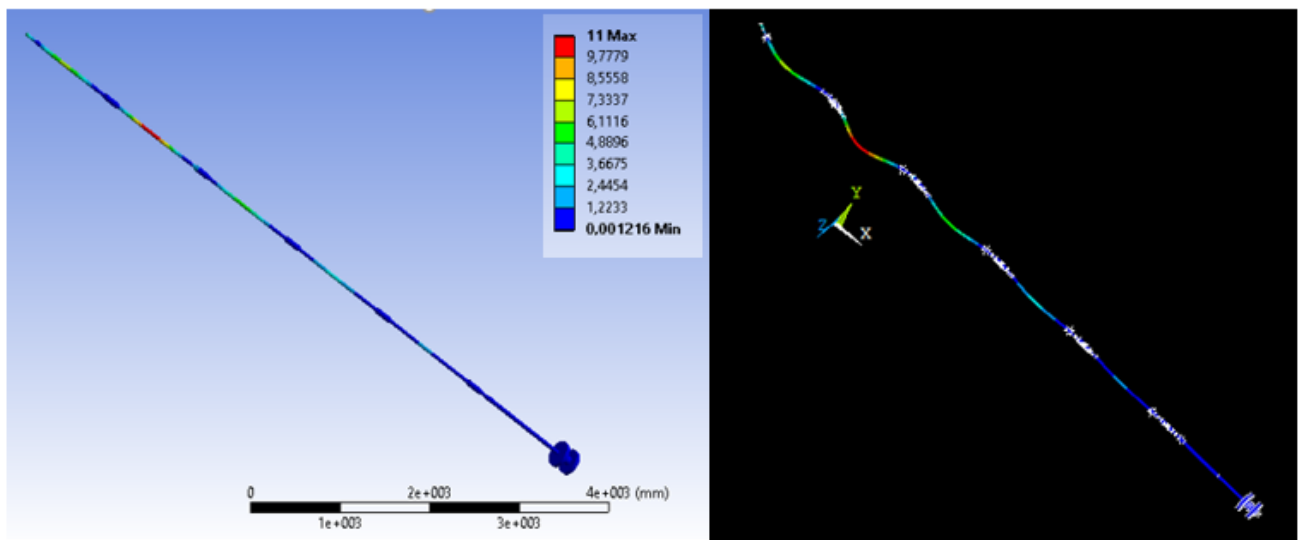 11 Max
9,7779
8,5558
7,3337
6,1116
4,8896
3,6675
2,4454
1,2233
0,001216 Min
0 2e+003 4e+003 (mm)
1e+003 3e+003
Y
Z X